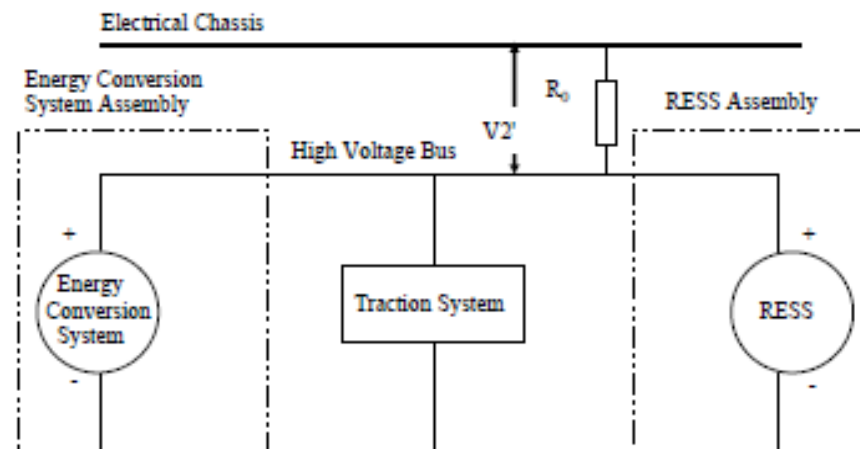 Electrical Chassis
Energy Conversion
System Assembly
R₀
RESS Assembly
V2'
High Voltage Bus
+
+
Energy
Conversion
System
Traction System
RESS
-
-